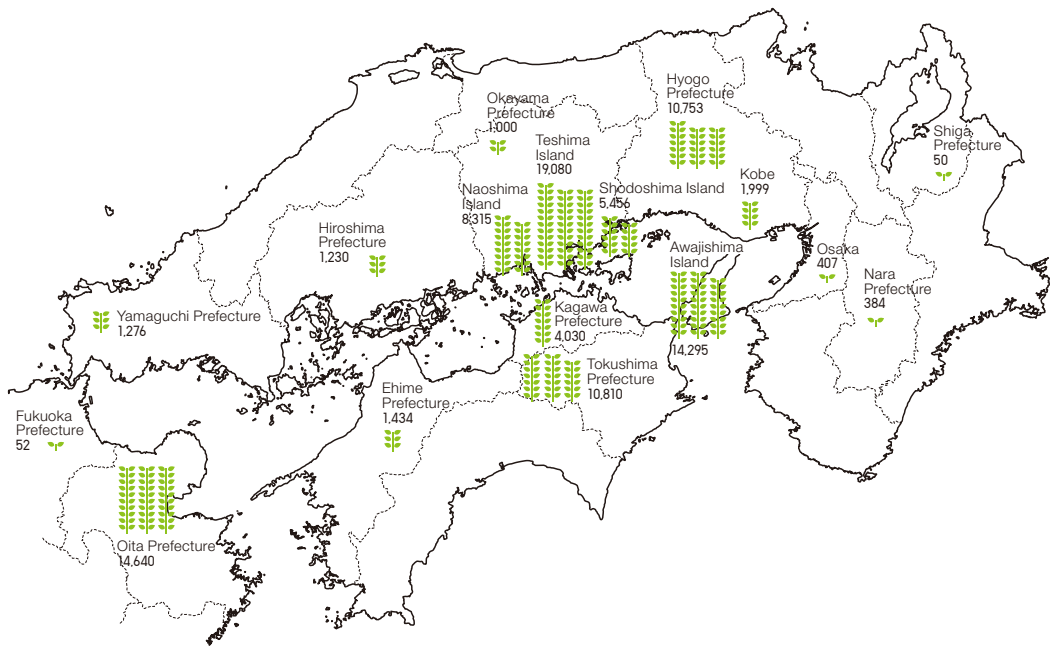 Hyogo
Prefecture
10,753
Okayama
Prefecture
1,000
Shiga
Prefecture
50
Teshima
Island
19,080
Kobe
1,999
Naoshima
Island
8,315
Shodoshima Island
5,456
Hiroshima
Prefecture
1,230
Awajishima
Island
14,295
Osaka
407
Nara
Prefecture
384
Yamaguchi Prefecture
1,276
Kagawa
Prefecture
4,030
Tokushima
Prefecture
10,810
Ehime
Prefecture
1,434
Fukuoka
Prefecture
52
Oita Prefecture
14,640